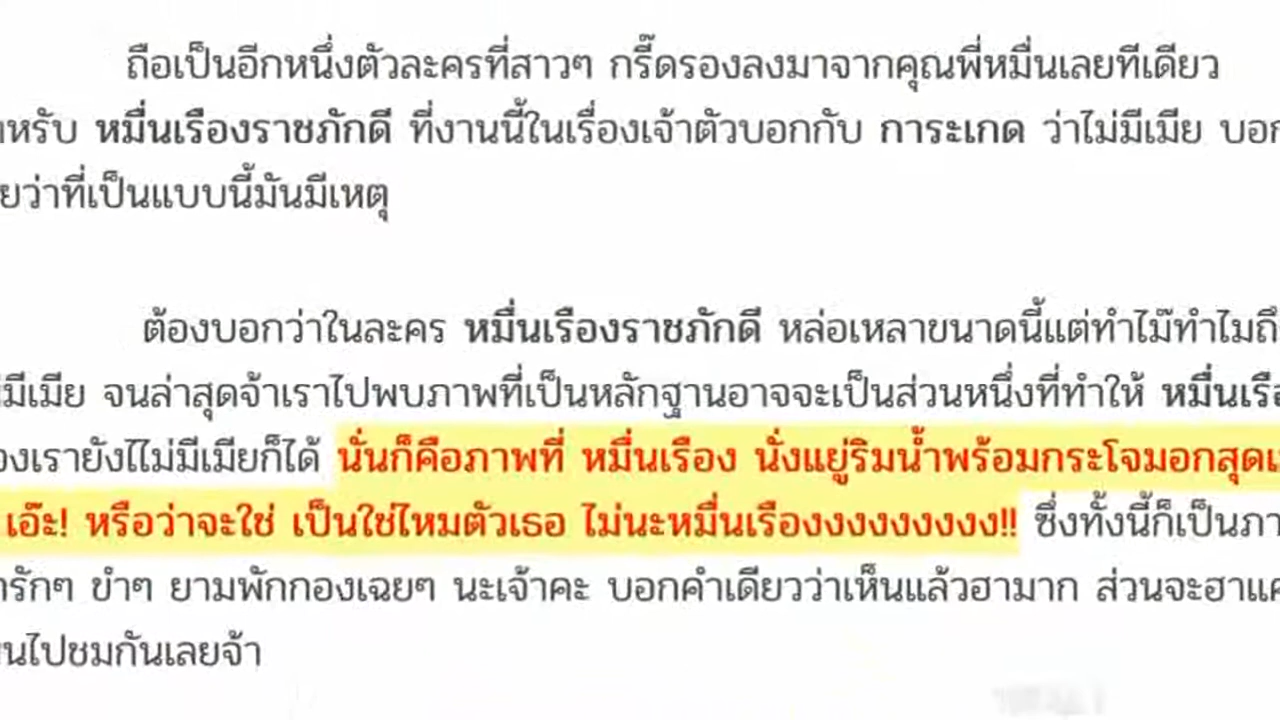 ถือเป็นอีกหนึ่งตัวละครที่สาวๆ กรี๊ดรองลงมาจากคุณพี่หมื่นเลยทีเดียว
หรับ หมื่นเรืองราชภักดี ที่งานนี้ในเรื่องเจ้าตัวบอกกับ การะเกด ว่าไม่มีเมีย บอก
ยว่าที่เป็นแบบนี้มันมีเหตุ
ต้องบอกว่าในละคร หมื่นเรืองราชภักดี หล่อเหลาขนาดนี้แต่ทำไม๊ทำไมถึ
มีเมีย จนล่าสุดจ้าเราไปพบภาพที่เป็นหลักฐานอาจจะเป็นส่วนหนึ่งที่ทำให้ หมื่นเรือ
องเรายังไม่มีเมียก็ได้ นั่นก็คือภาพที่ หมื่นเรือง นั่งแยู่ริมน้ำพร้อมกระโจมอกสุด
เอ๊ะ! หรือว่าจะใช่ เป็นใช่ไหมตัวเธอ ไม่นะหมื่นเรืองงงงงงงงง!! ซึ่งทั้งนี้ก็เป็นภา
ารักๆ ขำๆ ยามพักกองเฉยๆ นะเจ้าคะ บอกคำเดียวว่าเห็นแล้วฮามาก ส่วนจะฮาแค
นไปชมกันเลยจ้า